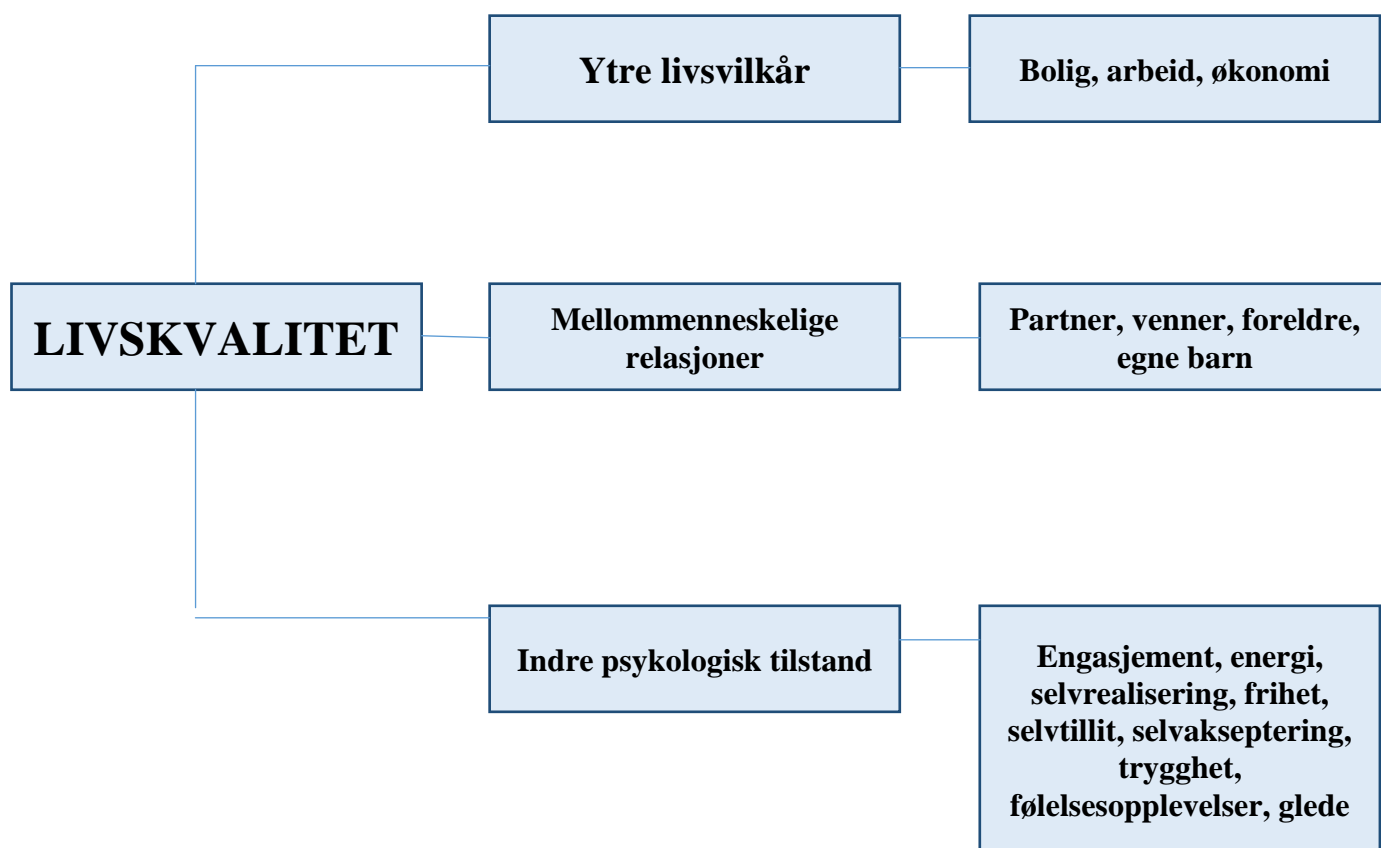 Ytre livsvilkår
Bolig, arbeid, økonomi
LIVSKVALITET
Mellommenneskelige
relasjoner
Partner, venner, foreldre,
egne barn
Indre psykologisk tilstand
Engasjement, energi,
selvrealisering, frihet,
selvtillit, selvakseptering,
trygghet,
følelsesopplevelser, glede